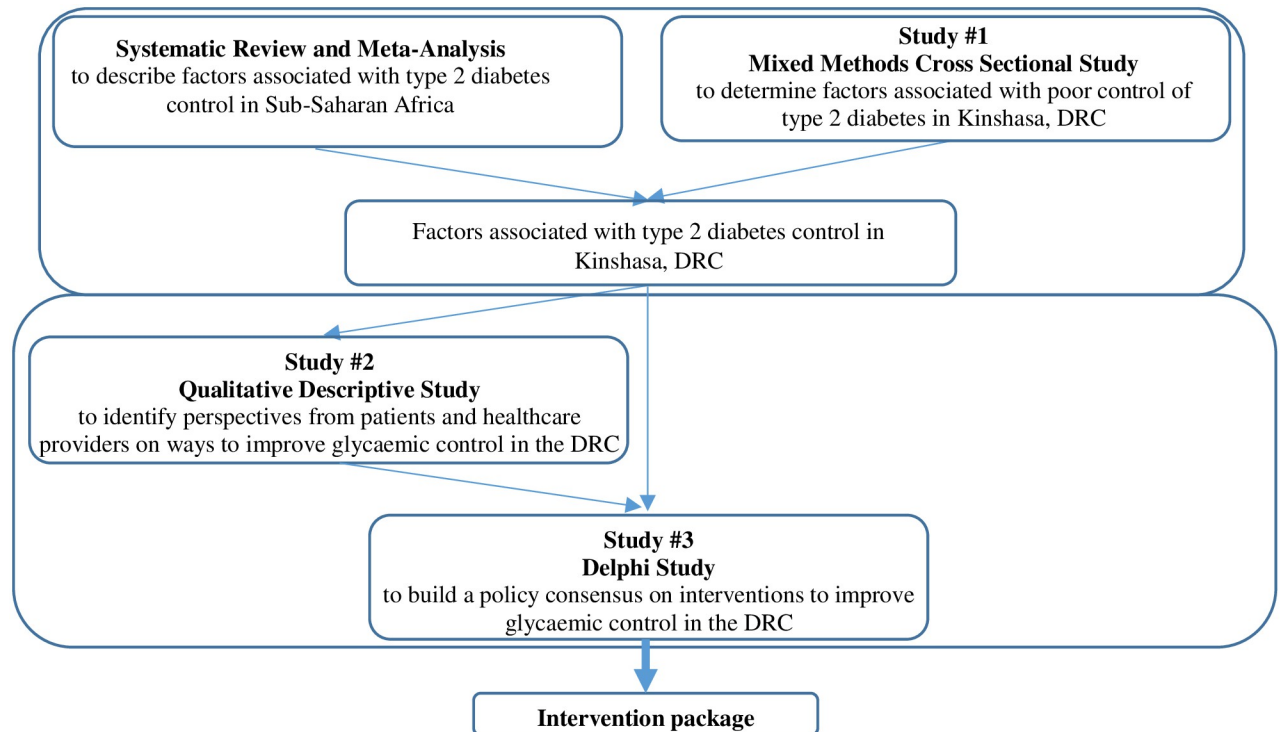 Systematic Review and Meta-Analysis
to describe factors associated with type 2 diabetes
control in Sub-Saharan Africa
Study #1
Mixed Methods Cross Sectional Study
to determine factors associated with poor control of
type 2 diabetes in Kinshasa, DRC
Factors associated with type 2 diabetes control in
Kinshasa, DRC
Study #2
Qualitative Descriptive Study
to identify perspectives from patients and healthcare
providers on ways to improve glycaemic control in the DRC
Study #3
Delphi Study
to build a policy consensus on interventions to improve
glycaemic control in the DRC
Intervention package